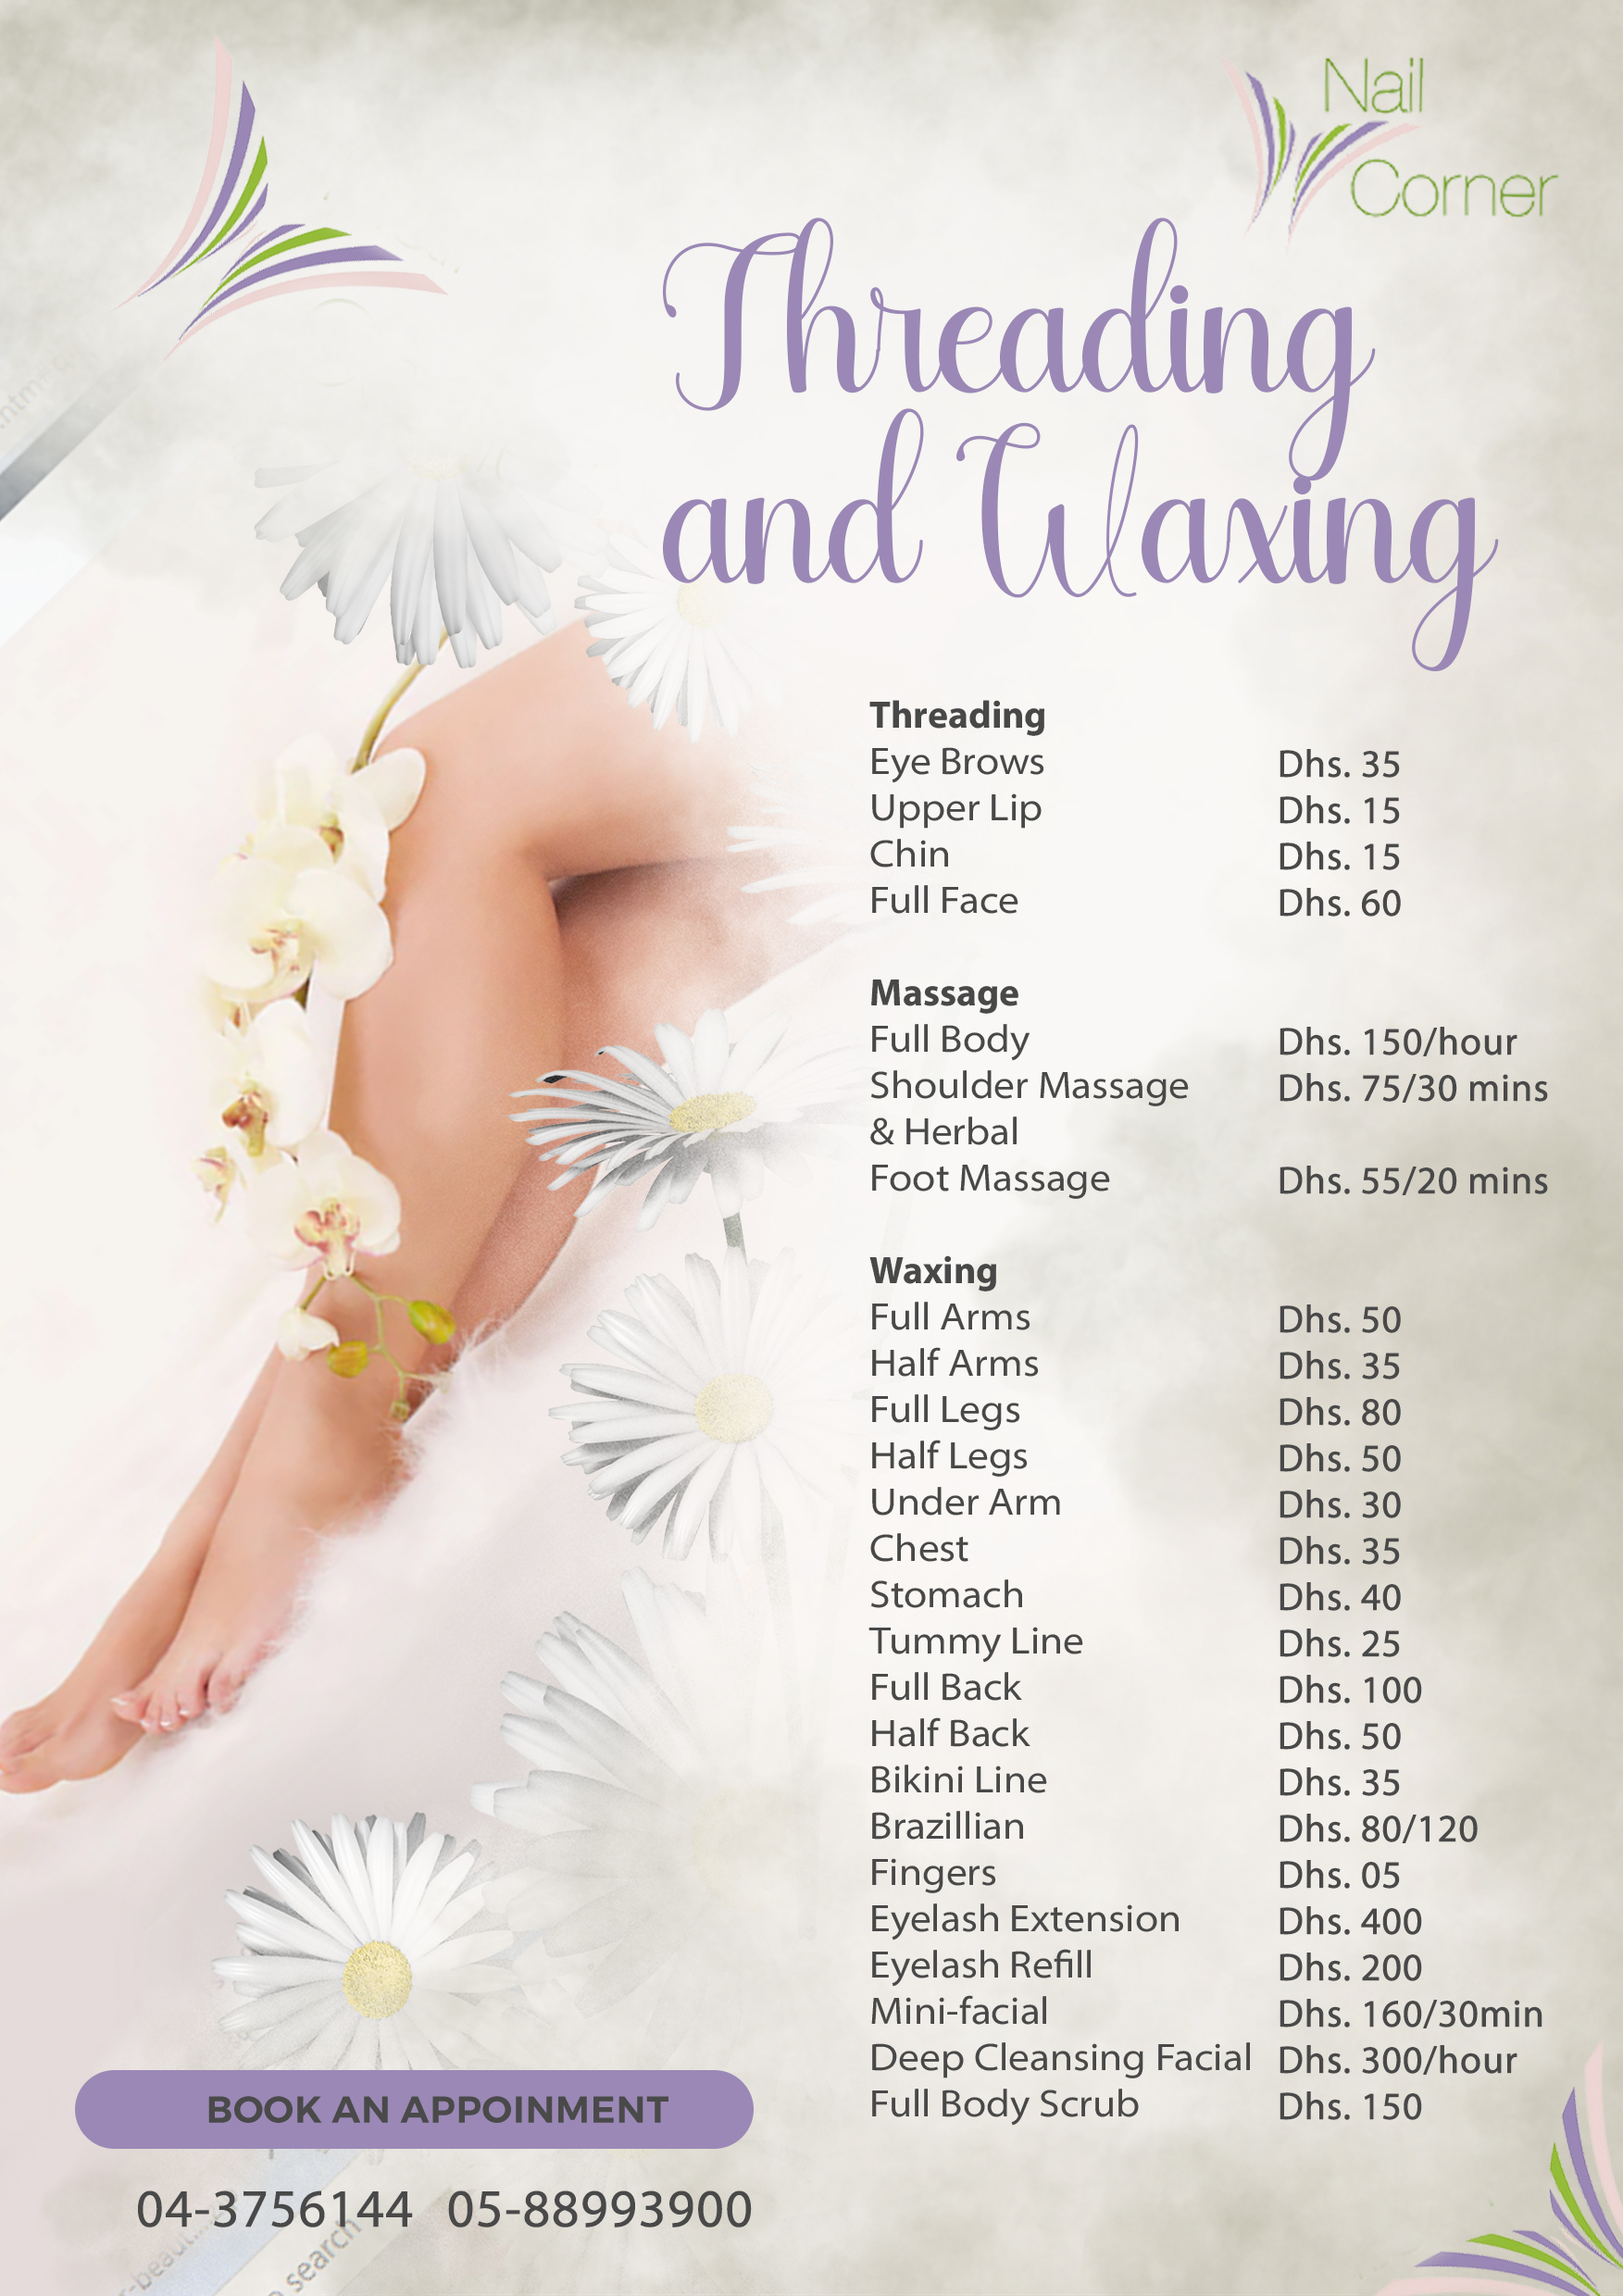 Nail
Corner
Threading
and Waxing
Threading
Eye Brows Dhs. 35
Upper Lip Dhs. 15
Chin Dhs. 15
Full Face Dhs. 60
Massage
Full Body Dhs. 150/hour
Shoulder Massage Dhs. 75/30 mins
& Herbal
Foot Massage Dhs. 55/20 mins
Waxing
Full Arms Dhs. 50
Half Arms Dhs. 35
Full Legs Dhs. 80
Half Legs Dhs. 50
Under Arm Dhs. 30
Chest Dhs. 35
Stomach Dhs. 40
Tummy Line Dhs. 25
Full Back Dhs. 100
Half Back Dhs. 50
Bikini Line Dhs. 35
Brazillian Dhs. 80/120
Fingers Dhs. 05
Eyelash Extension Dhs. 400
Eyelash Refill Dhs. 200
Mini-facial Dhs. 160/30min
Deep Cleansing Facial Dhs. 300/hour
Full Body Scrub Dhs. 150
BOOK AN APPOINMENT
04-3756144 05-88993900
search